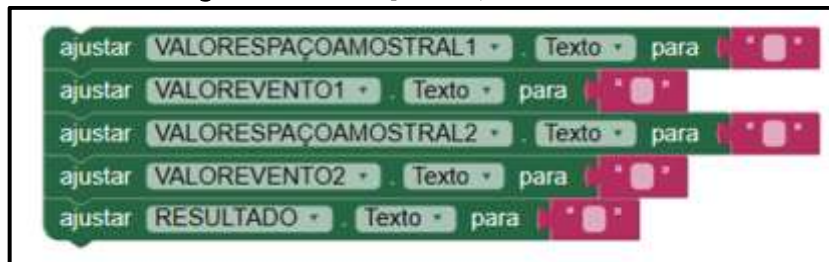 ajustar VALORESPAÇOAMOSTRAL1 . Texto para " "
ajustar VALOREVENTO1 . Texto para " "
ajustar VALORESPAÇOAMOSTRAL2 . Texto para " "
ajustar VALOREVENTO2 . Texto para " "
ajustar RESULTADO . Texto para " "